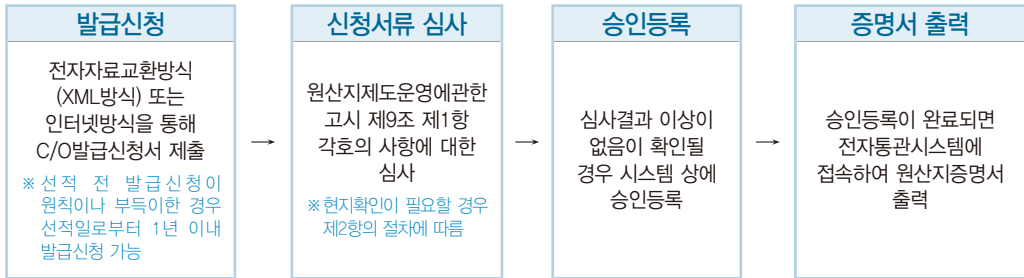 발급신청
전자자료교환방식
(XML방식) 또는
인터넷방식을 통해
C/O발급신청서 제출
※ 선적 전 발급신청이
원칙이나 부득이한 경우
선적일로부터 1년 이내
발급신청 가능
→
신청서류 심사
원산지제도운영에관한
고시 제9조 제1항
각호의 사항에 대한
심사
※ 현지확인이 필요할 경우
제2항의 절차에 따름
→
승인등록
심사결과 이상이
없음이 확인될
경우 시스템 상에
승인등록
→
증명서 출력
승인등록이 완료되면
전자통관시스템에
접속하여 원산지증명서
출력